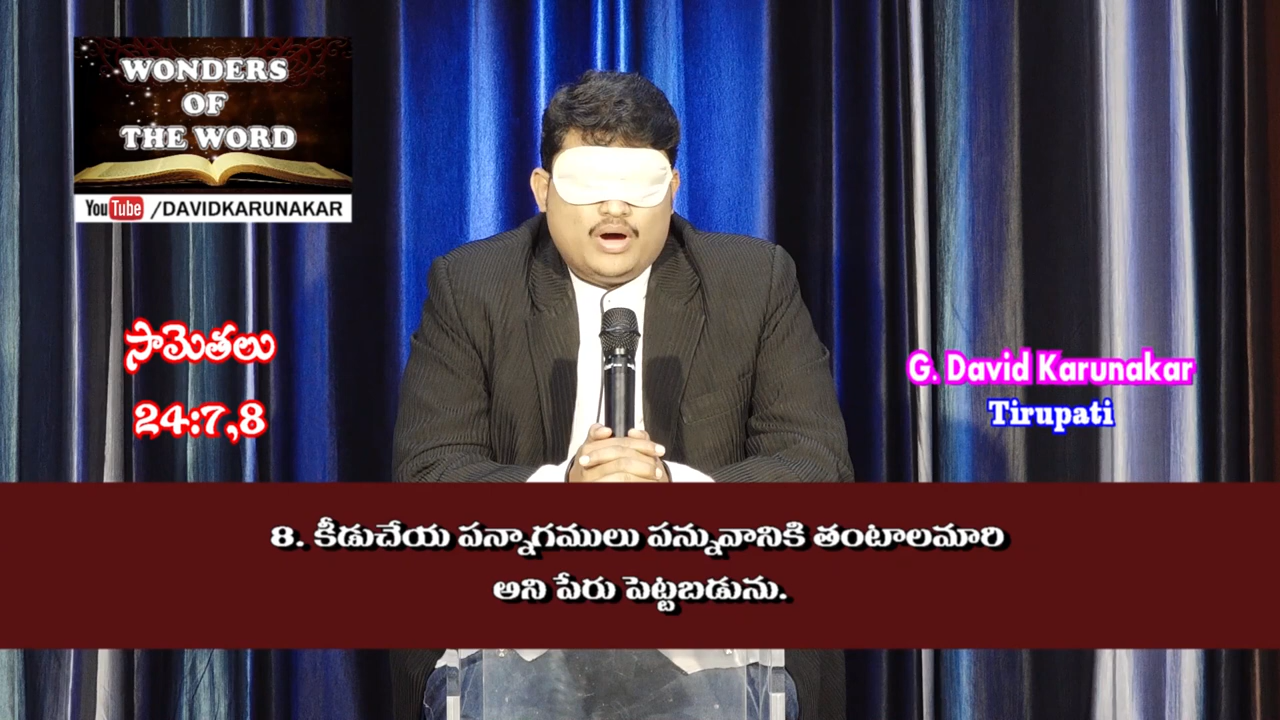 WONDERS
OF
THE WORD
YouTube /DAVIDKARUNAKAR
సామెతలు
24:7,8
G. David Karunakar
Tirupati
8. కీడుచేయ పన్నాగములు పన్నువానికి తంటాలమారి
అని పేరు పెట్టబడును.